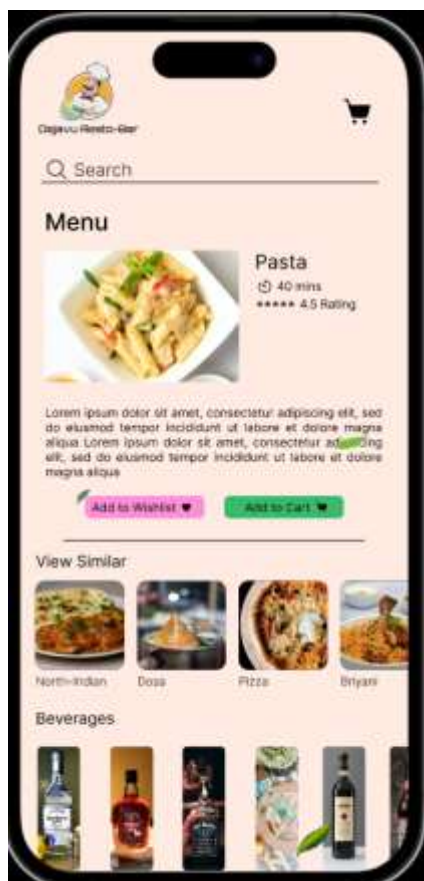 Dejavu Resto-Bar
Search
Menu
Pasta
40 mins
4.5 Rating
Lorem ipsum dolor sit amet, consectetur adipiscing elit, sed
do eiusmod tempor incididunt ut labore et dolore magna
aliqua Lorem ipsum dolor sit amet, consectetur adipiscing
elit, sed do eiusmod tempor incididunt ut labore et dolore
magna aliqua
Add to Wishlist
Add to Cart
View Similar
North-Indian
Dosa
Pizza
Briyani
Beverages